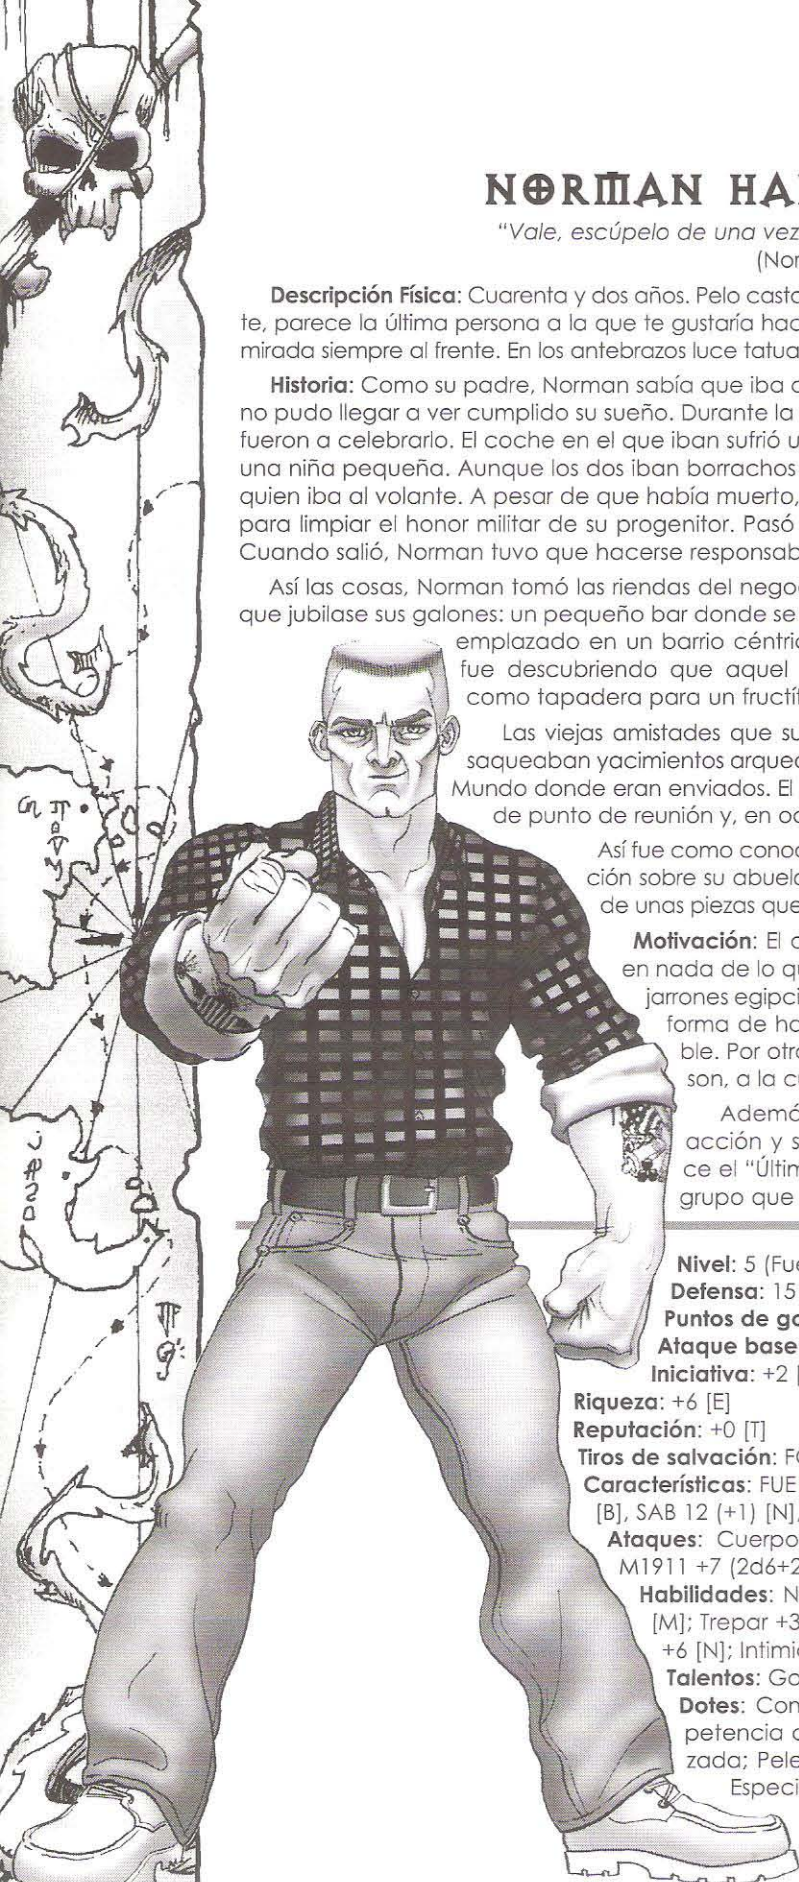 NORMAN HA
"Vale, escúpelo de una vez
(Nor
Descripción Física: Cuarenta y dos años. Pelo casta
te, parece la última persona a la que te gustaría hac
mirada siempre al frente. En los antebrazos luce tatua
Historia: Como su padre, Norman sabía que iba a
no pudo llegar a ver cumplido su sueño. Durante la
fueron a celebrarlo. El coche en el que iban sufrió u
una niña pequeña. Aunque los dos iban borrachos
quien iba al volante. A pesar de que había muerto,
para limpiar el honor militar de su progenitor. Pasó
Cuando salió, Norman tuvo que hacerse responsab
Así las cosas, Norman tomó las riendas del nego
que jubilase sus galones: un pequeño bar donde se
emplazado en un barrio céntric
fue descubriendo que aquel
como tapadera para un fructíf
Las viejas amistades que su
saqueaban yacimientos arqueo
Mundo donde eran enviados. El
de punto de reunión y, en oc
Así fue como conoc
ción sobre su abuelo
de unas piezas que
Motivación: El
en nada de lo qu
jarrones egipci
forma de ha
ble. Por otro
son, a la cu
Ademá
acción y s
ce el "Últim
grupo que
Nivel: 5 (Fue
Defensa: 15
Puntos de go
Ataque base
Iniciativa: +2 [
Riqueza: +6 [E]
Reputación: +0 [T]
Tiros de salvación: FO
Características: FUE
[B], SAB 12 (+1) [N],
Ataques: Cuerpo
M1911 +7 (2d6+2
Habilidades: N
[M]; Trepar +3
+6 [N]; Intimid
Talentos: Go
Dotes: Com
petencia
zada; Pele
Especi